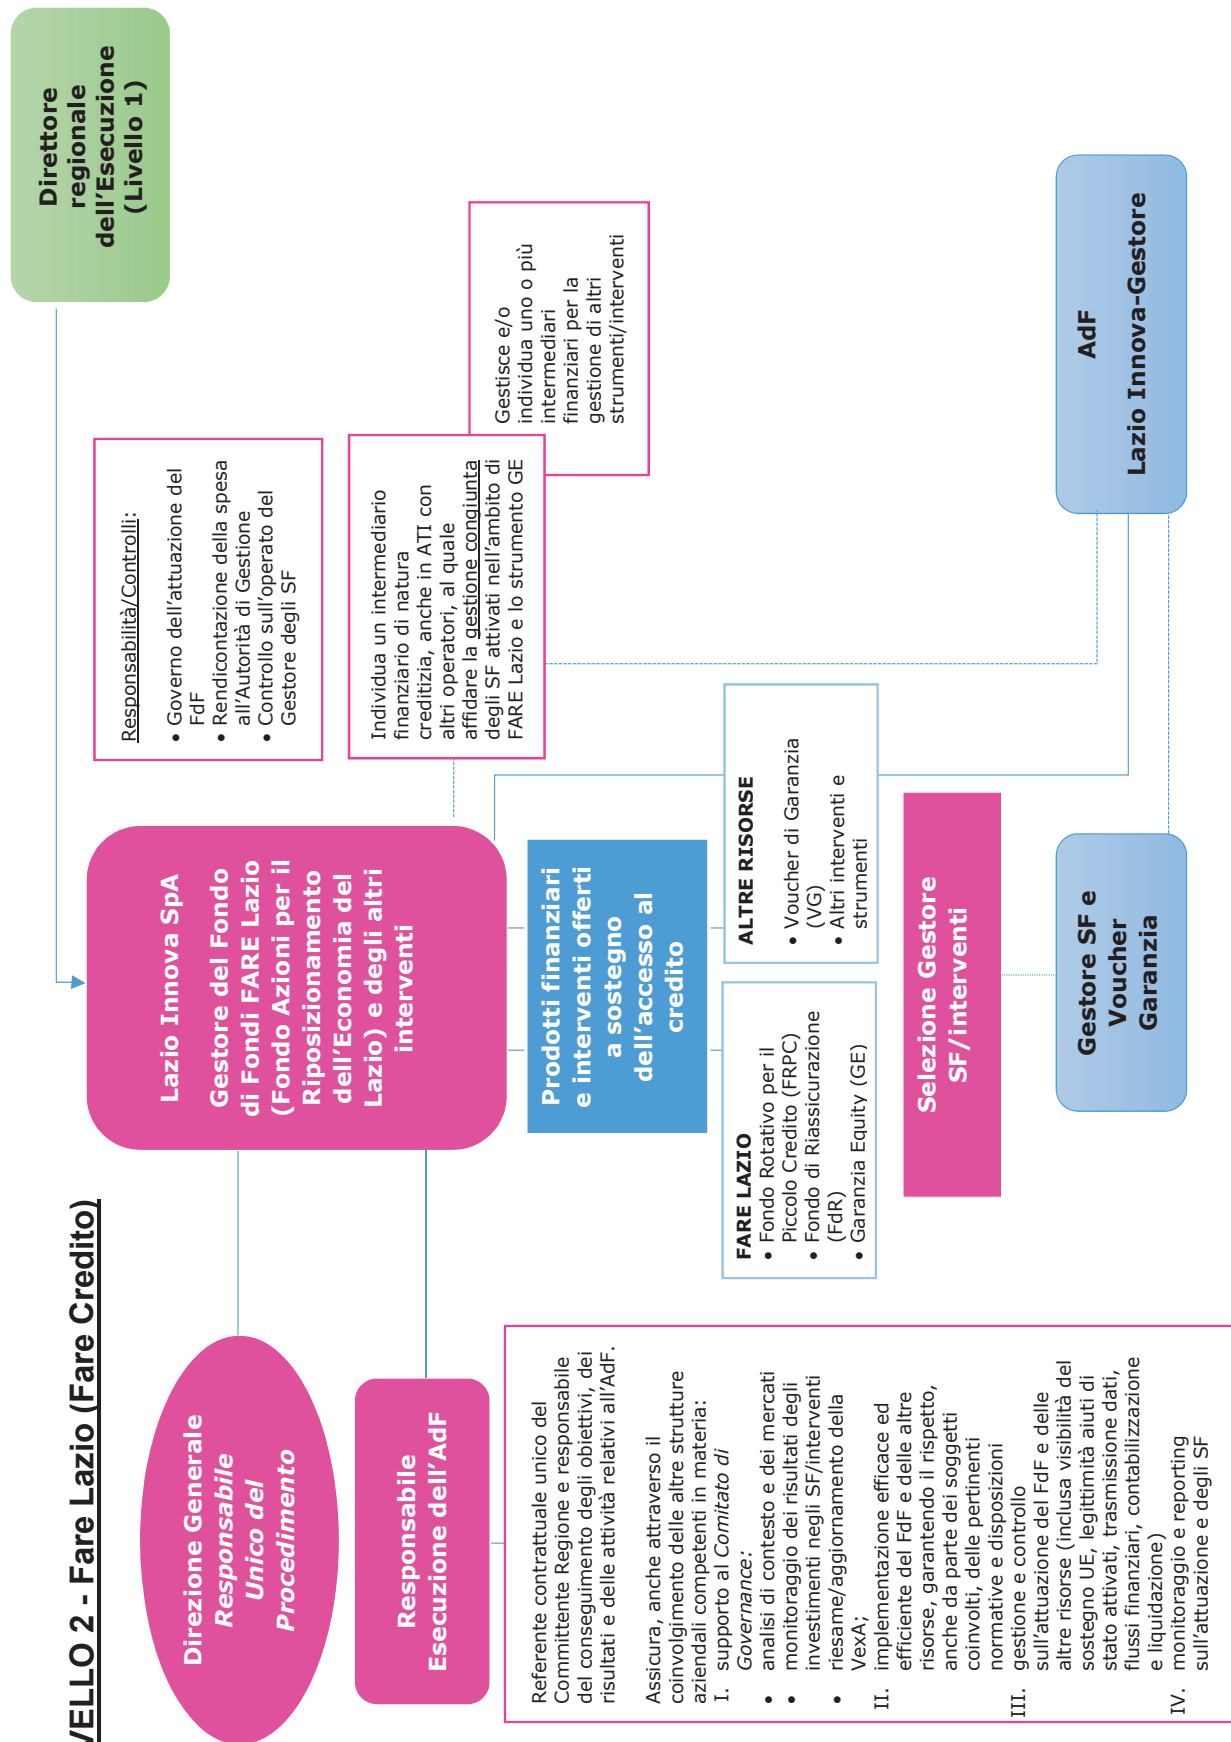 VELLO 2 - Fare Lazio (Fare Credito)
Direttore
regionale
dell'Esecuzione
(Livello 1)
Direzione Generale
Responsabile
Unico del
Procedimento
Lazio Innova SpA
Gestore del Fondo
di Fondi FARE Lazio
(Fondo Azioni per il
Riposizionamento
dell'Economia del
Lazio) e degli altri
interventi
Responsabilità/Controlli:
• Governo dell'attuazione del
FdF
• Rendicontazione della spesa
all'Autorità di Gestione
• Controllo sull'operato del
Gestore degli SF
Responsabile
Esecuzione dell'AdF
Individua un intermediario
finanziario di natura
creditizia, anche in ATI con
altri operatori, al quale
affidare la gestione congiunta
degli SF attivati nell'ambito di
FARE Lazio e lo strumento GE
Gestisce e/o
individua uno o più
intermediari
finanziari per la
gestione di altri
strumenti/interventi
Referente contrattuale unico del
Committente Regione e responsabile
del conseguimento degli obiettivi, dei
risultati e delle attività relativi all'AdF.
Assicura, anche attraverso il
coinvolgimento delle altre strutture
aziendali competenti in materia:
I. supporto al Comitato di
Governance:
• analisi di contesto e dei mercati
• monitoraggio dei risultati degli
investimenti negli SF/interventi
• riesame/aggiornamento della
VexA;
II. implementazione efficace ed
efficiente del FdF e delle altre
risorse, garantendo il rispetto,
anche da parte dei soggetti
coinvolti, delle pertinenti
normative e disposizioni
III. gestione e controllo
sull'attuazione del FdF e delle
altre risorse (inclusa visibilità del
sostegno UE, legittimità aiuti di
stato attivati, trasmissione dati,
flussi finanziari, contabilizzazione
e liquidazione)
IV. monitoraggio e reporting
sull'attuazione e degli SF
Prodotti finanziari
e interventi offerti
a sostegno
dell'accesso al
credito
FARE LAZIO
• Fondo Rotativo per il
Piccolo Credito (FRPC)
• Fondo di Riassicurazione
(FdR)
• Garanzia Equity (GE)
ALTRE RISORSE
• Voucher di Garanzia
(VG)
• Altri interventi e
strumenti
Selezione Gestore
SF/interventi
Gestore SF e
Voucher
Garanzia
AdF
Lazio Innova-Gestore